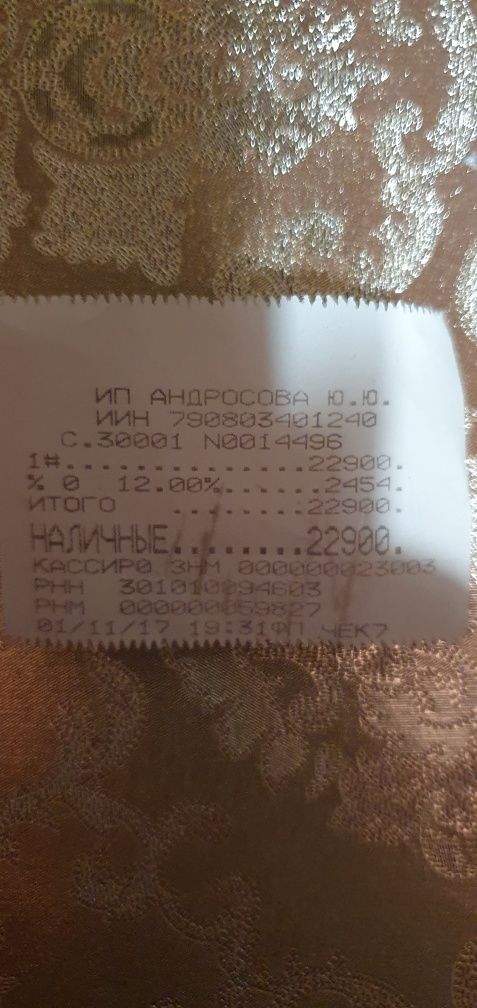 ИП АНДРОСОВА Ю.Ю.
ИИН 790803401240
С.30001 N0014496
1#................22900.
% 0 12.00%......2454.
ИТОГО ........22900.
НАЛИЧНЫЕ........22900.
КАССИР0 ЗНМ 000000023003
РНН 301010094603
РНМ 000000059827
01/11/17 19:31ФП ЧЕК7